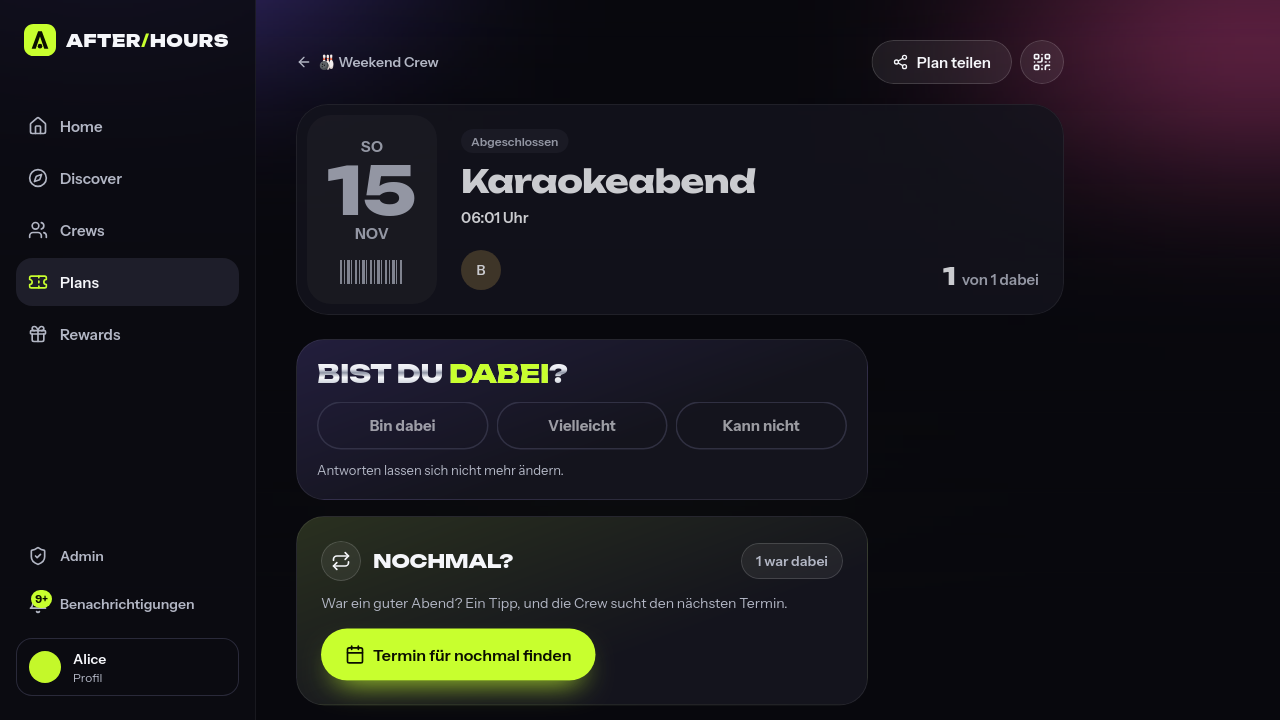 AFTER/HOURS
Home
Discover
Crews
Plans
Rewards
Admin
9+
Benachrichtigungen
Alice
Profil
Weekend Crew
Plan teilen
SO
15
NOV
Abgeschlossen
Karaokeabend
06:01 Uhr
B
1 von 1 dabei
BIST DU DABEI?
Bin dabei
Vielleicht
Kann nicht
Antworten lassen sich nicht mehr ändern.
NOCHMAL?
1 war dabei
War ein guter Abend? Ein Tipp, und die Crew sucht den nächsten Termin.
Termin für nochmal finden